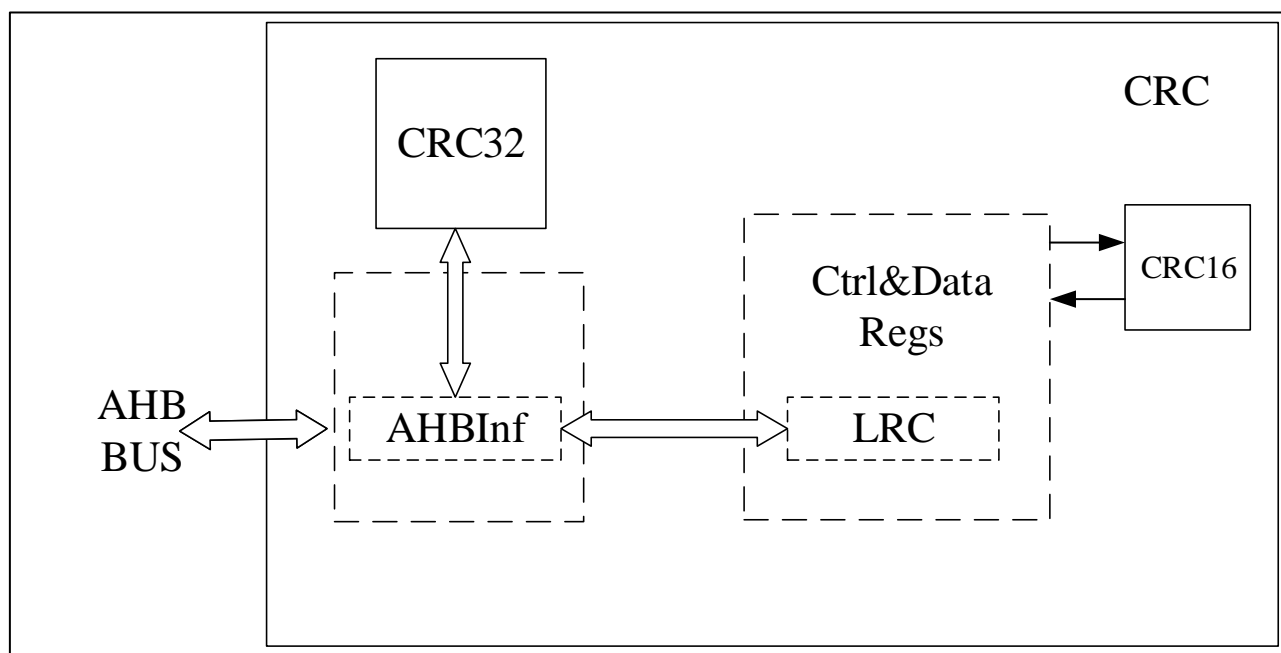 CRC
CRC32
CRC16
Ctrl&Data
Regs
AHB
BUS
AHBInf
LRC